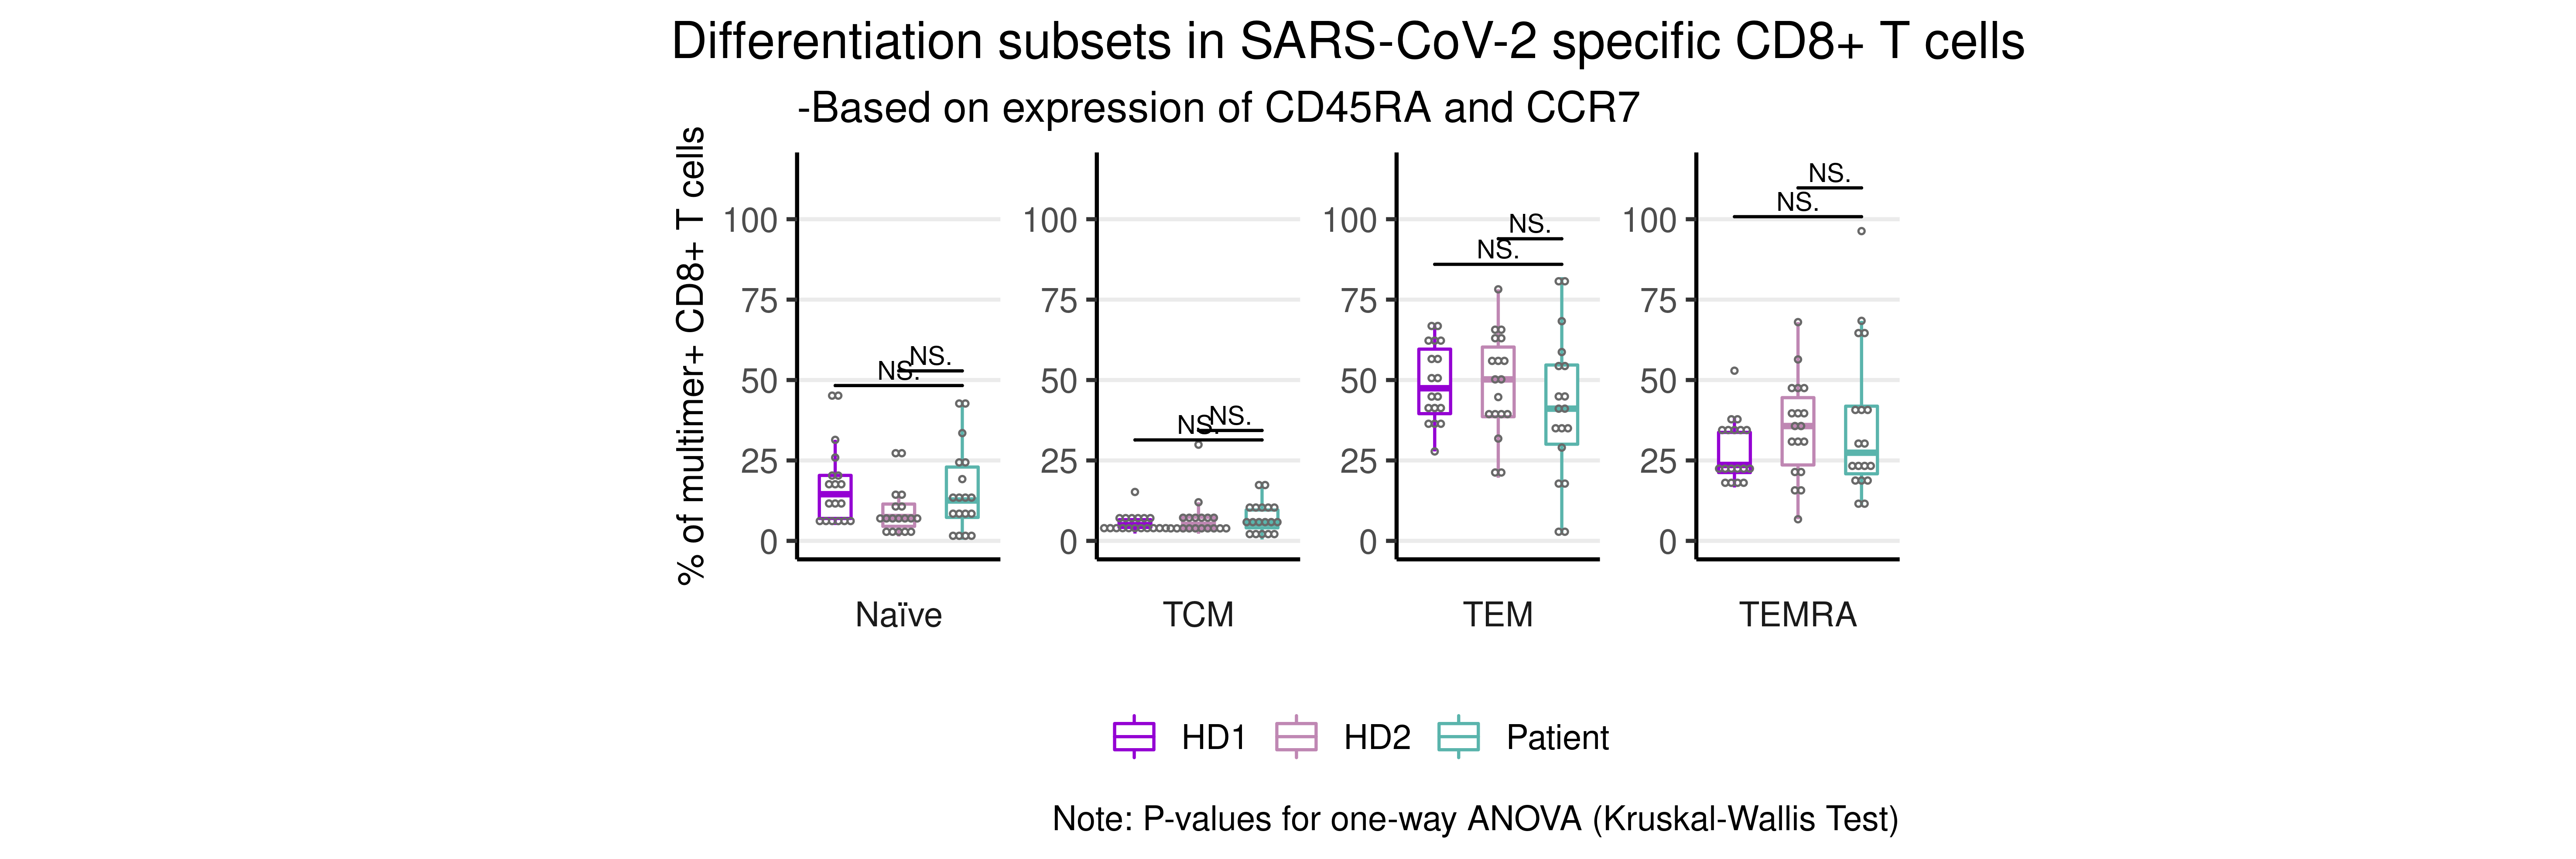 Differentiation subsets in SARS-CoV-2 specific CD8+ T cells
-Based on expression of CD45RA and CCR7
% of multimer+ CD8+ T cells
100
75
50
25
0
NS.
NS.
Naïve
100
75
50
25
0
NS.
NS.
TCM
100
75
50
25
0
NS.
NS.
TEM
100
75
50
25
0
NS.
NS.
TEMRA
HD1 HD2 Patient
Note: P-values for one-way ANOVA (Kruskal-Wallis Test)